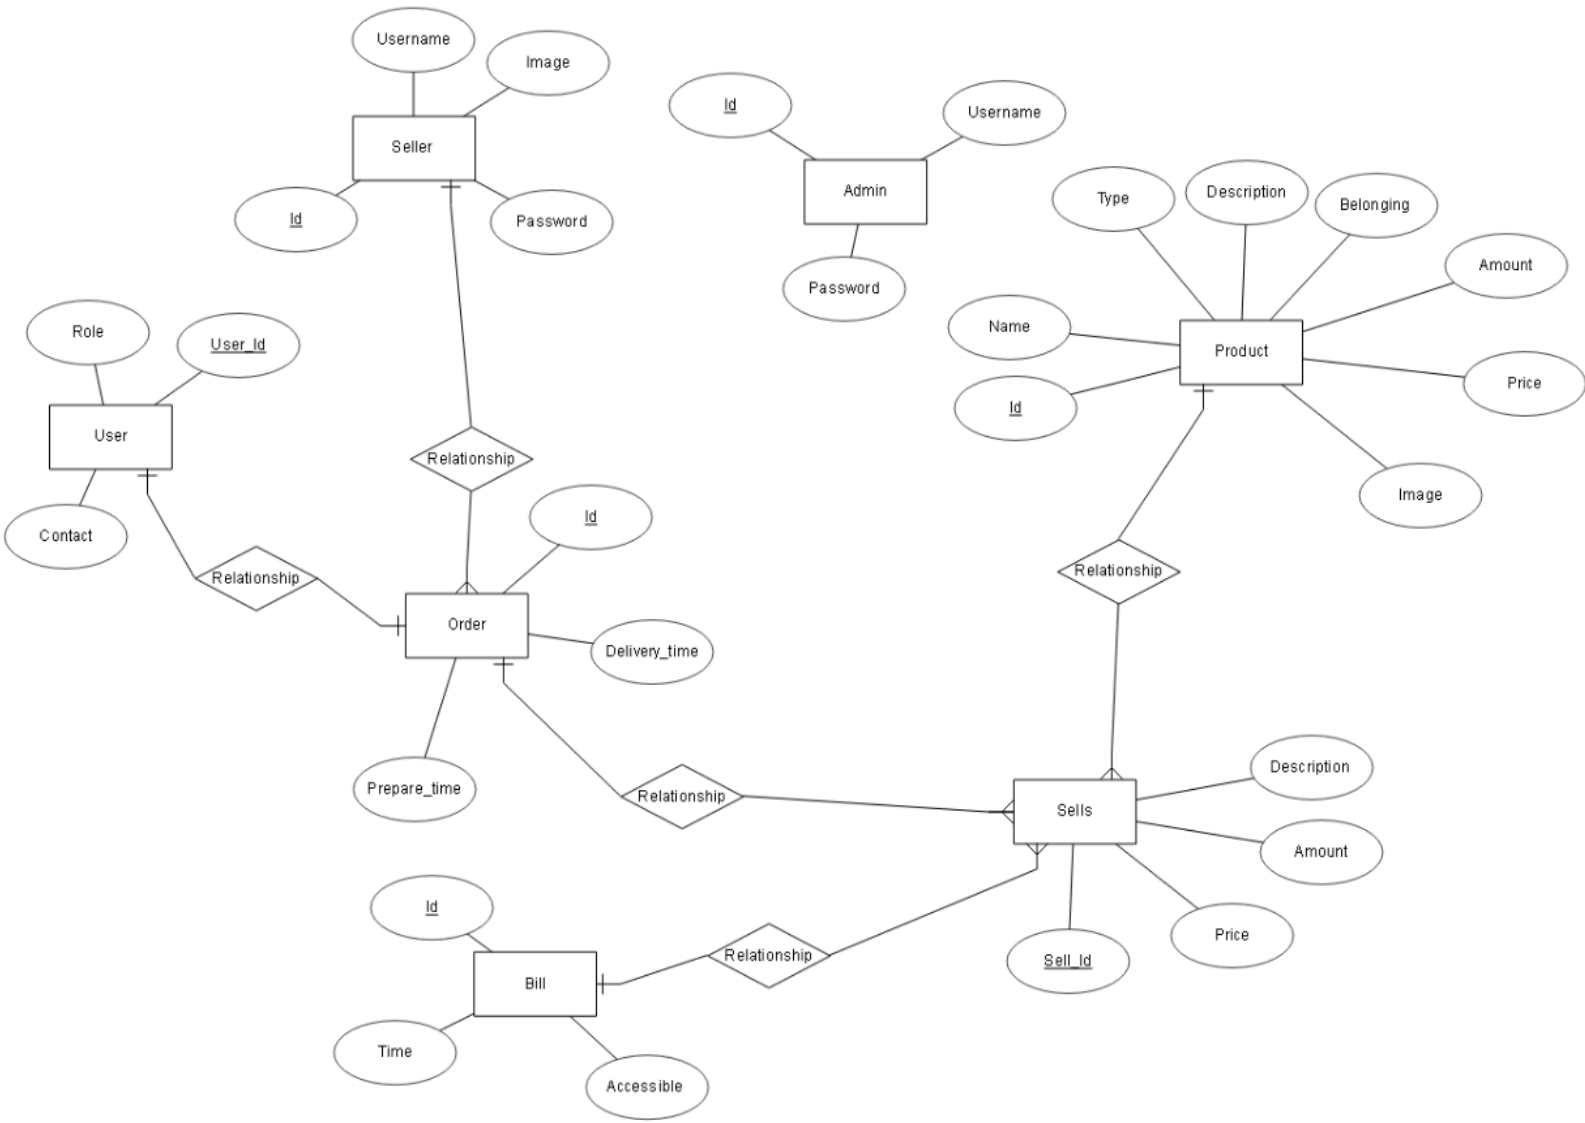 Username
Image
Seller
Id
Password
Id
Username
Admin
Password
Type
Description
Belonging
Amount
Name
Product
Price
Id
Image
Role
User_Id
User
Contact
Relationship
Relationship
Id
Order
Delivery_time
Prepare_time
Relationship
Relationship
Description
Sells
Amount
Price
Sell_Id
Id
Relationship
Bill
Time
Accessible